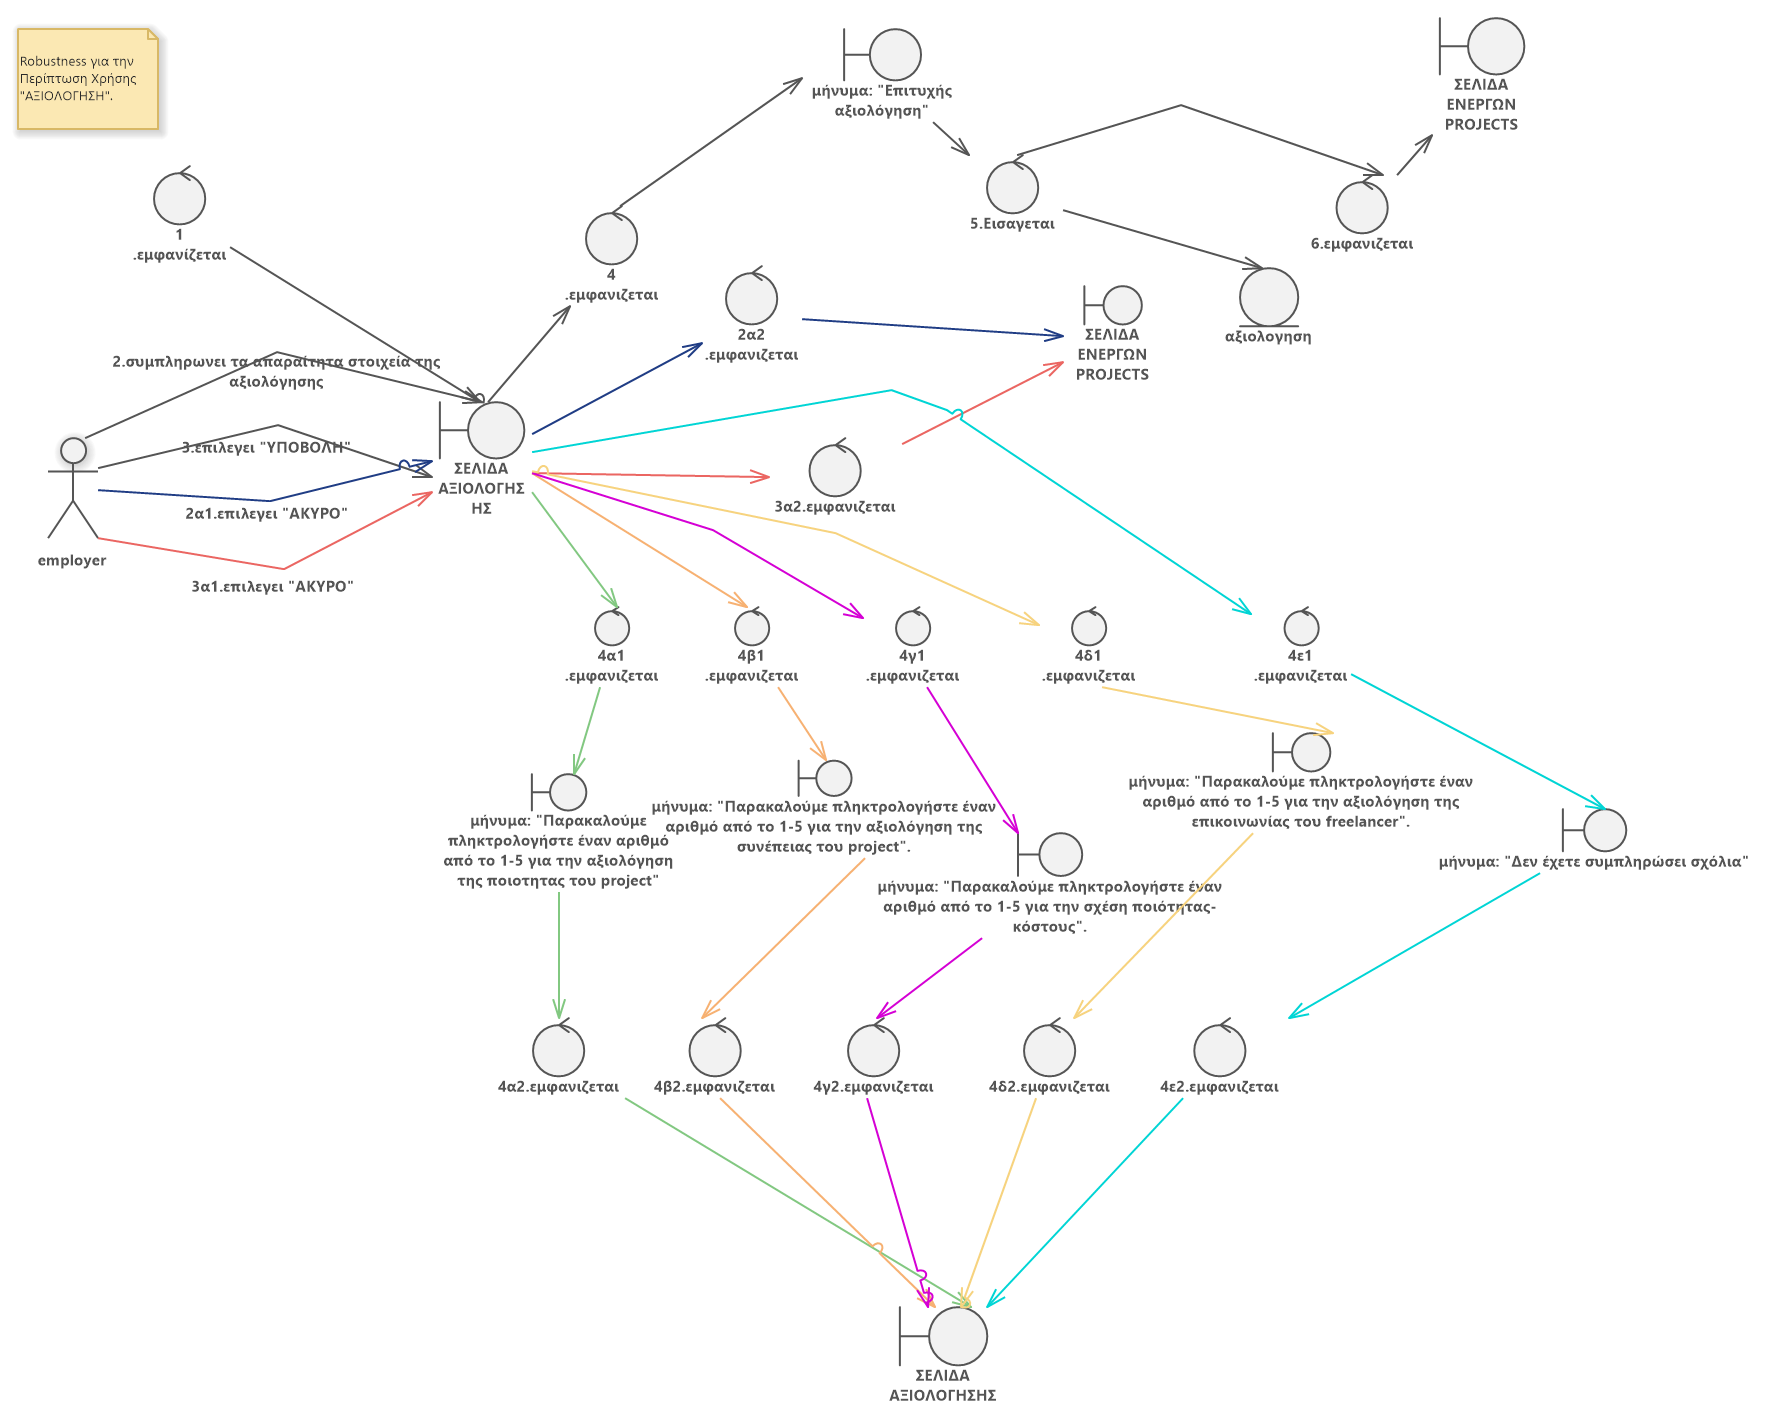 Robustness για την
Περίπτωση Χρήσης
"ΑΞΙΟΛΟΓΗΣΗ".
μήνυμα: "Επιτυχής
αξιολόγηση"
ΣΕΛΙΔΑ
ΕΝΕΡΓΩΝ
PROJECTS
1
.εμφανίζεται
4
.εμφανιζεται
5.Εισαγεται
6.εμφανιζεται
2α2
.εμφανιζεται
ΣΕΛΙΔΑ
ΕΝΕΡΓΩΝ
PROJECTS
αξιολογηση
2.συμπληρωνει τα απαραίτητα στοιχεία της
αξιολόγησης
3.επιλεγει "ΥΠΟΒΟΛΗ"
ΣΕΛΙΔΑ
ΑΞΙΟΛΟΓΗΣ
ΗΣ
2α1.επιλεγει "ΑΚΥΡΟ"
3α2.εμφανιζεται
employer
3α1.επιλεγει "ΑΚΥΡΟ"
4α1
.εμφανιζεται
4β1
.εμφανιζεται
4γ1
.εμφανιζεται
4δ1
.εμφανιζεται
4ε1
.εμφανιζεται
μήνυμα: "Παρακαλούμε
πληκτρολογήστε έναν αριθμό
από το 1-5 για την αξιολόγηση
της ποιοτητας του project"
μήνυμα: "Παρακαλούμε πληκτρολογήστε έναν
αριθμό από το 1-5 για την αξιολόγηση της
συνέπειας του project".
μήνυμα: "Παρακαλούμε πληκτρολογήστε έναν
αριθμό από το 1-5 για την σχέση ποιότητας-
κόστους".
μήνυμα: "Παρακαλούμε πληκτρολογήστε έναν
αριθμό από το 1-5 για την αξιολόγηση της
επικοινωνίας του freelancer".
μήνυμα: "Δεν έχετε συμπληρώσει σχόλια"
4α2.εμφανιζεται
4β2.εμφανιζεται
4γ2.εμφανιζεται
4δ2.εμφανιζεται
4ε2.εμφανιζεται
ΣΕΛΙΔΑ
ΑΞΙΟΛΟΓΗΣΗΣ